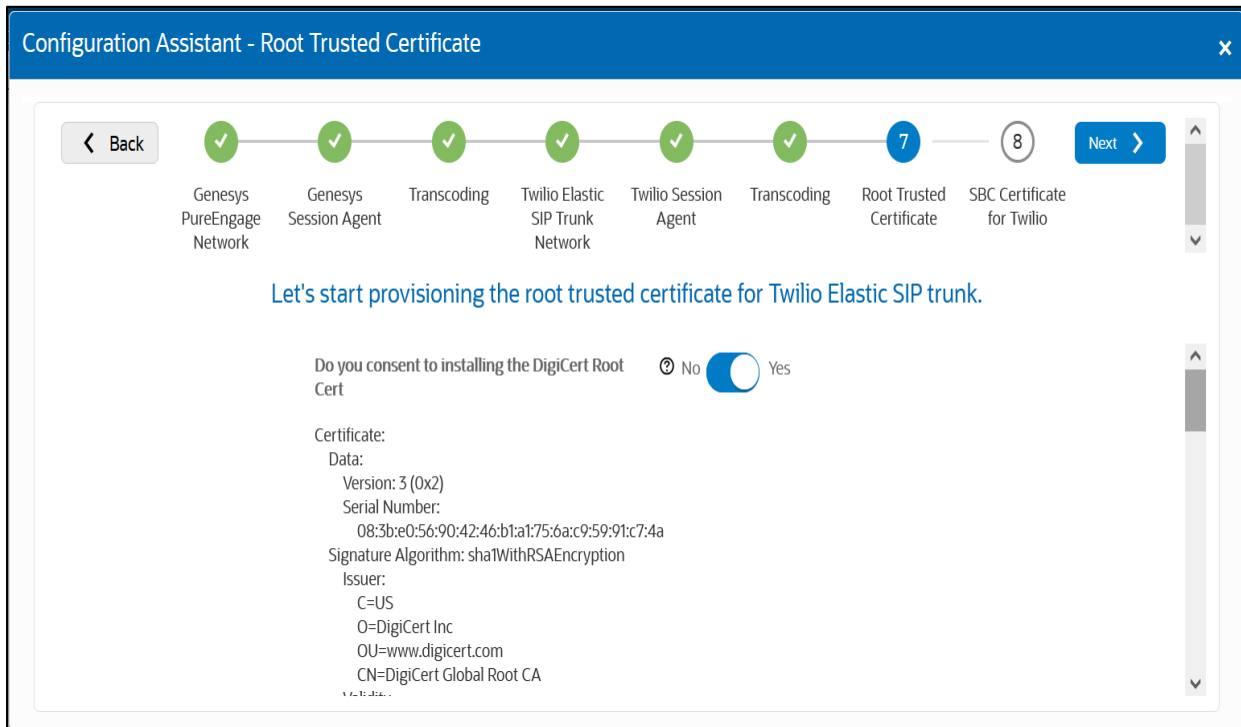 Configuration Assistant - Root Trusted Certificate
Back
7
8
Next
Genesys
PureEngage
Network
Genesys
Session Agent
Transcoding
Twilio Elastic
SIP Trunk
Network
Twilio Session
Agent
Transcoding
Root Trusted
Certificate
SBC Certificate
for Twilio
Let's start provisioning the root trusted certificate for Twilio Elastic SIP trunk.
Do you consent to installing the DigiCert Root
Cert
? No Yes
Certificate:
Data:
Version: 3 (0x2)
Serial Number:
08:3b:e0:56:90:42:46:b1:a1:75:6a:c9:59:91:c7:4a
Signature Algorithm: sha1WithRSAEncryption
Issuer:
C=US
O=DigiCert Inc
OU=www.digicert.com
CN=DigiCert Global Root CA
Validity